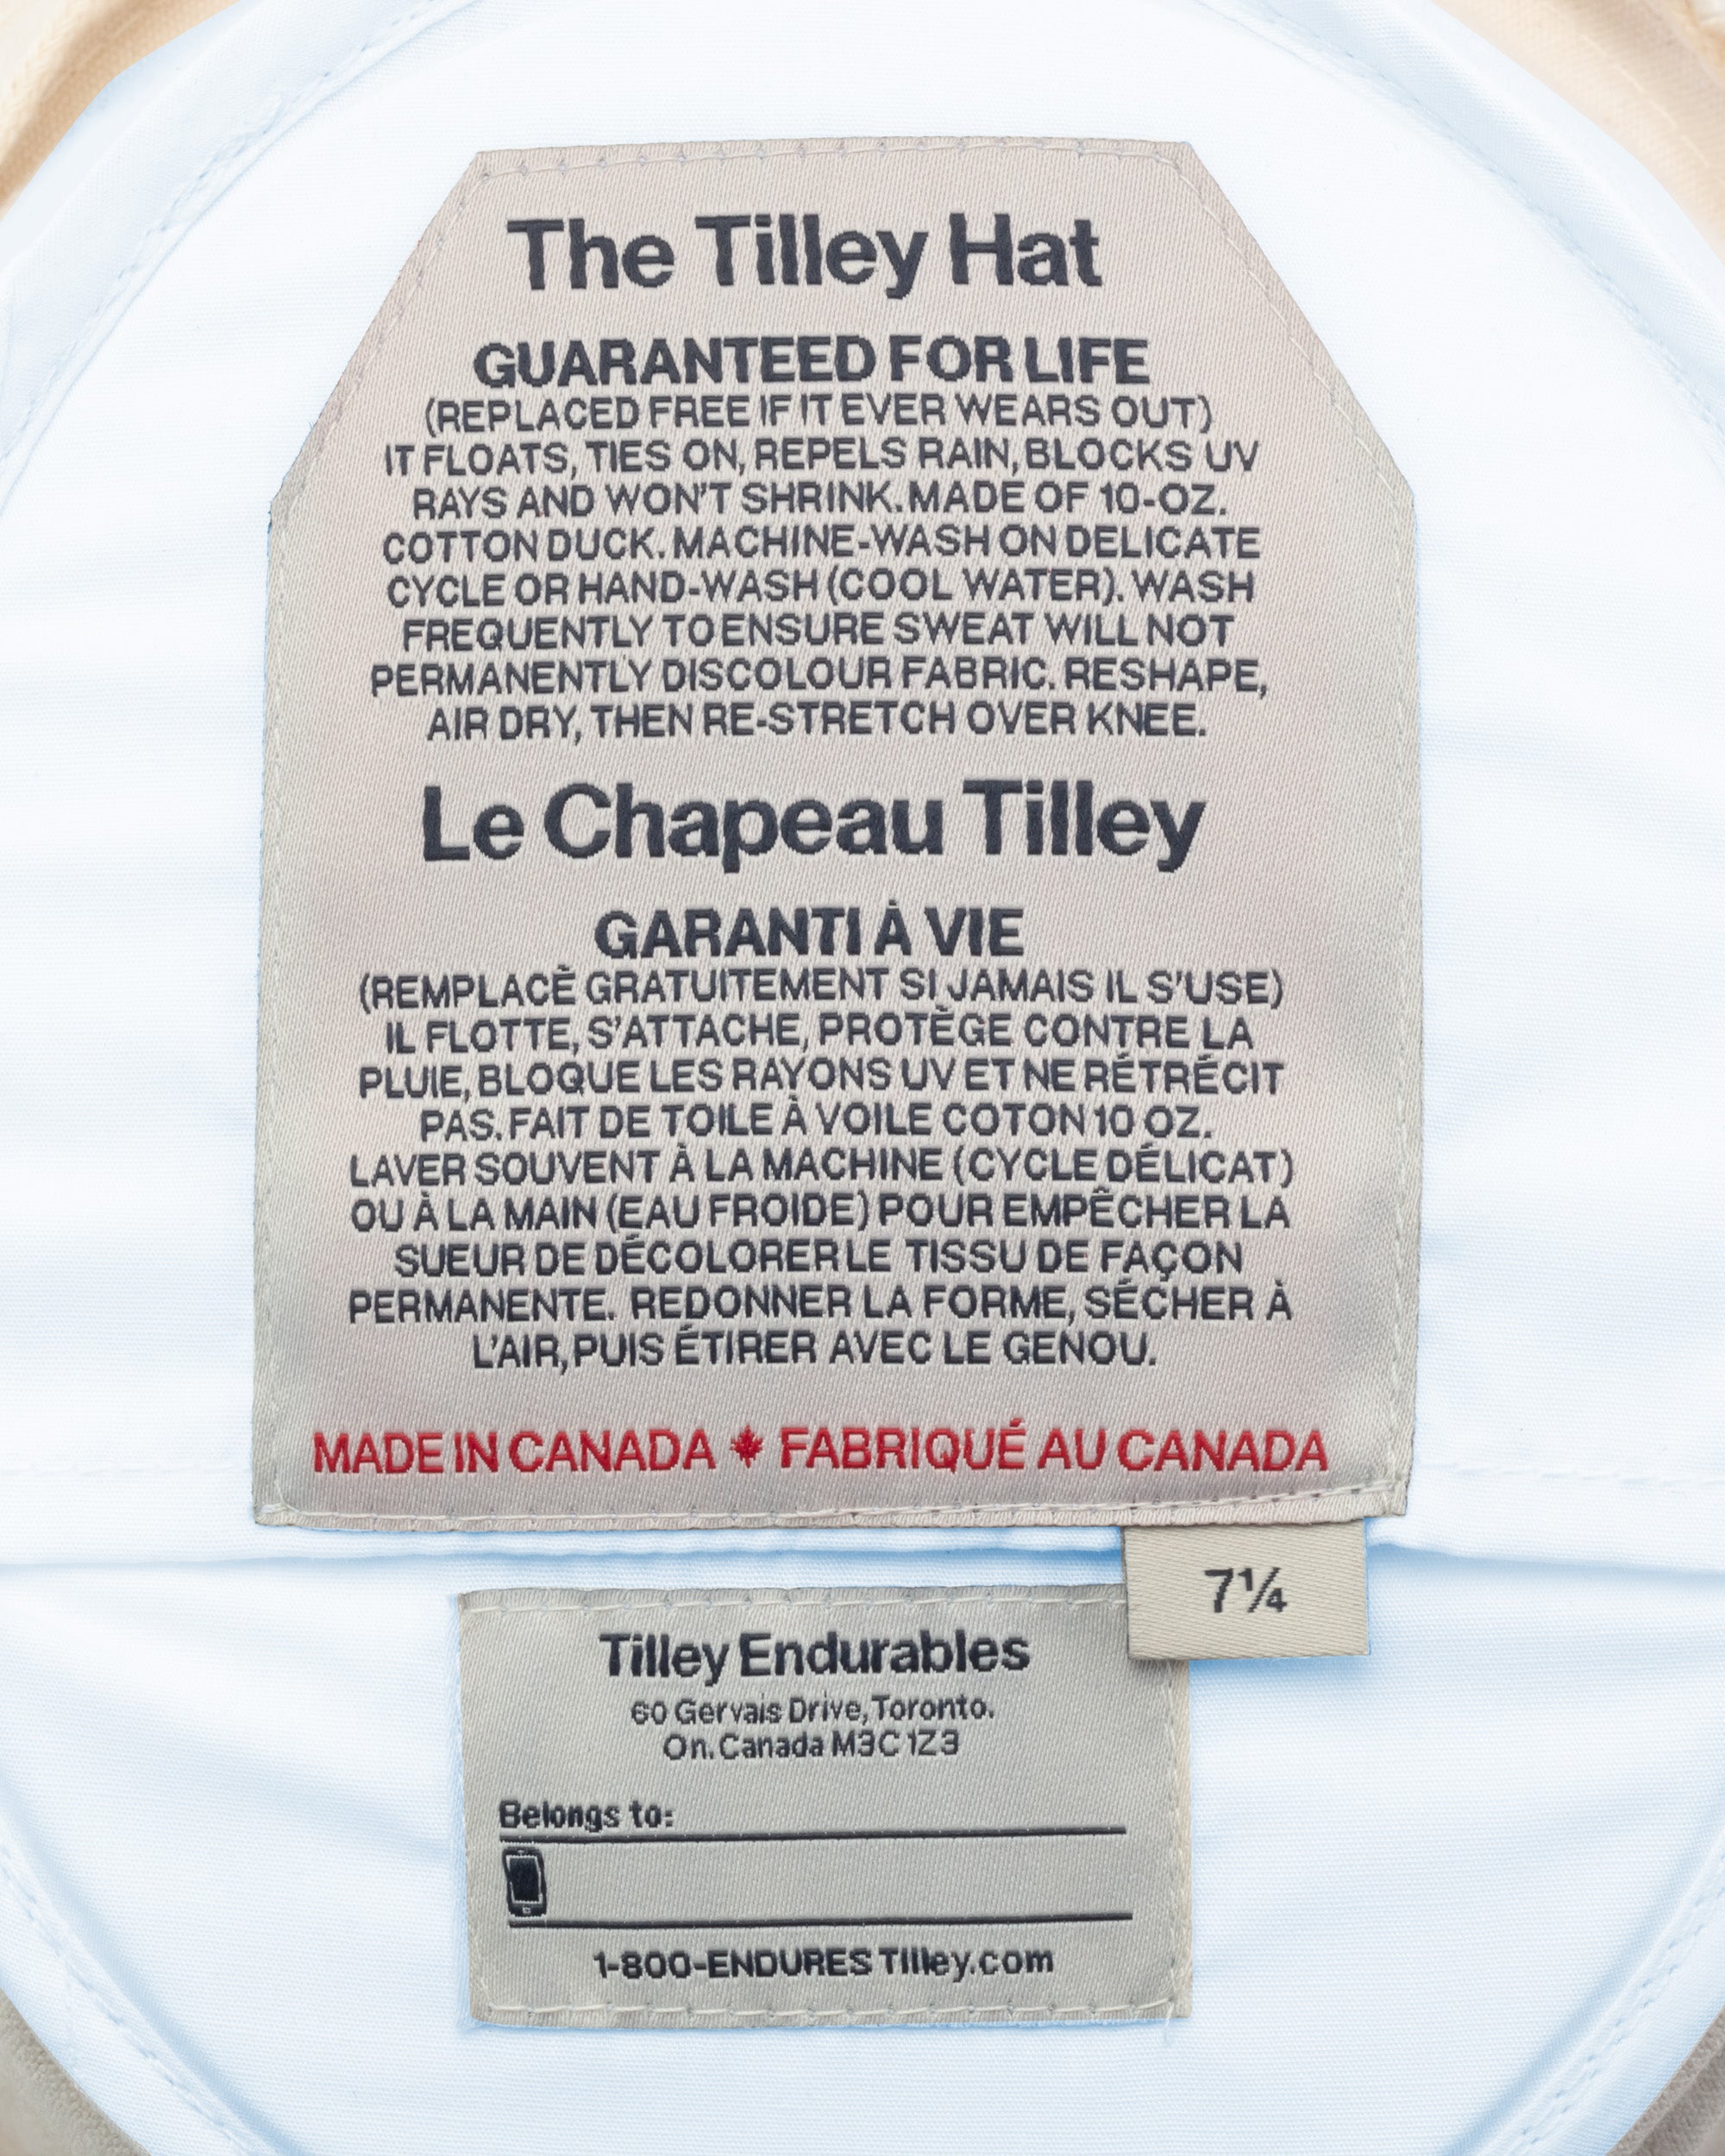 The Tilley Hat
GUARANTEED FOR LIFE
(REPLACED FREE IF IT EVER WEARS OUT)
IT FLOATS, TIES ON, REPELS RAIN, BLOCKS UV
RAYS AND WON'T SHRINK. MADE OF 10-OZ.
COTTON DUCK. MACHINE-WASH ON DELICATE
CYCLE OR HAND-WASH (COOL WATER). WASH
FREQUENTLY TO ENSURE SWEAT WILL NOT
PERMANENTLY DISCOLOUR FABRIC. RESHAPE,
AIR DRY, THEN RE-STRETCH OVER KNEE.
Le Chapeau Tilley
GARANTI À VIE
(REMPLACÉ GRATUITEMENT SI JAMAIS IL S'USE)
IL FLOTTE, S'ATTACHE, PROTÈGE CONTRE LA
PLUIE, BLOQUE LES RAYONS UV ET NE RÉTRÉCIT
PAS. FAIT DE TOILE À VOILE COTON 10 OZ.
LAVER SOUVENT À LA MACHINE (CYCLE DÉLICAT)
OU À LA MAIN (EAU FROIDE) POUR EMPÊCHER LA
SUEUR DE DÉCOLORER LE TISSU DE FAÇON
PERMANENTE. REDONNER LA FORME, SÉCHER À
L'AIR, PUIS ÉTIRER AVEC LE GENOU.
MADE IN CANADA FABRIQUÉ AU CANADA
7¼
Tilley Endurables
60 Gervais Drive, Toronto.
On. Canada M3C 1Z3
Belongs to:
1-800-ENDURES Tilley.com